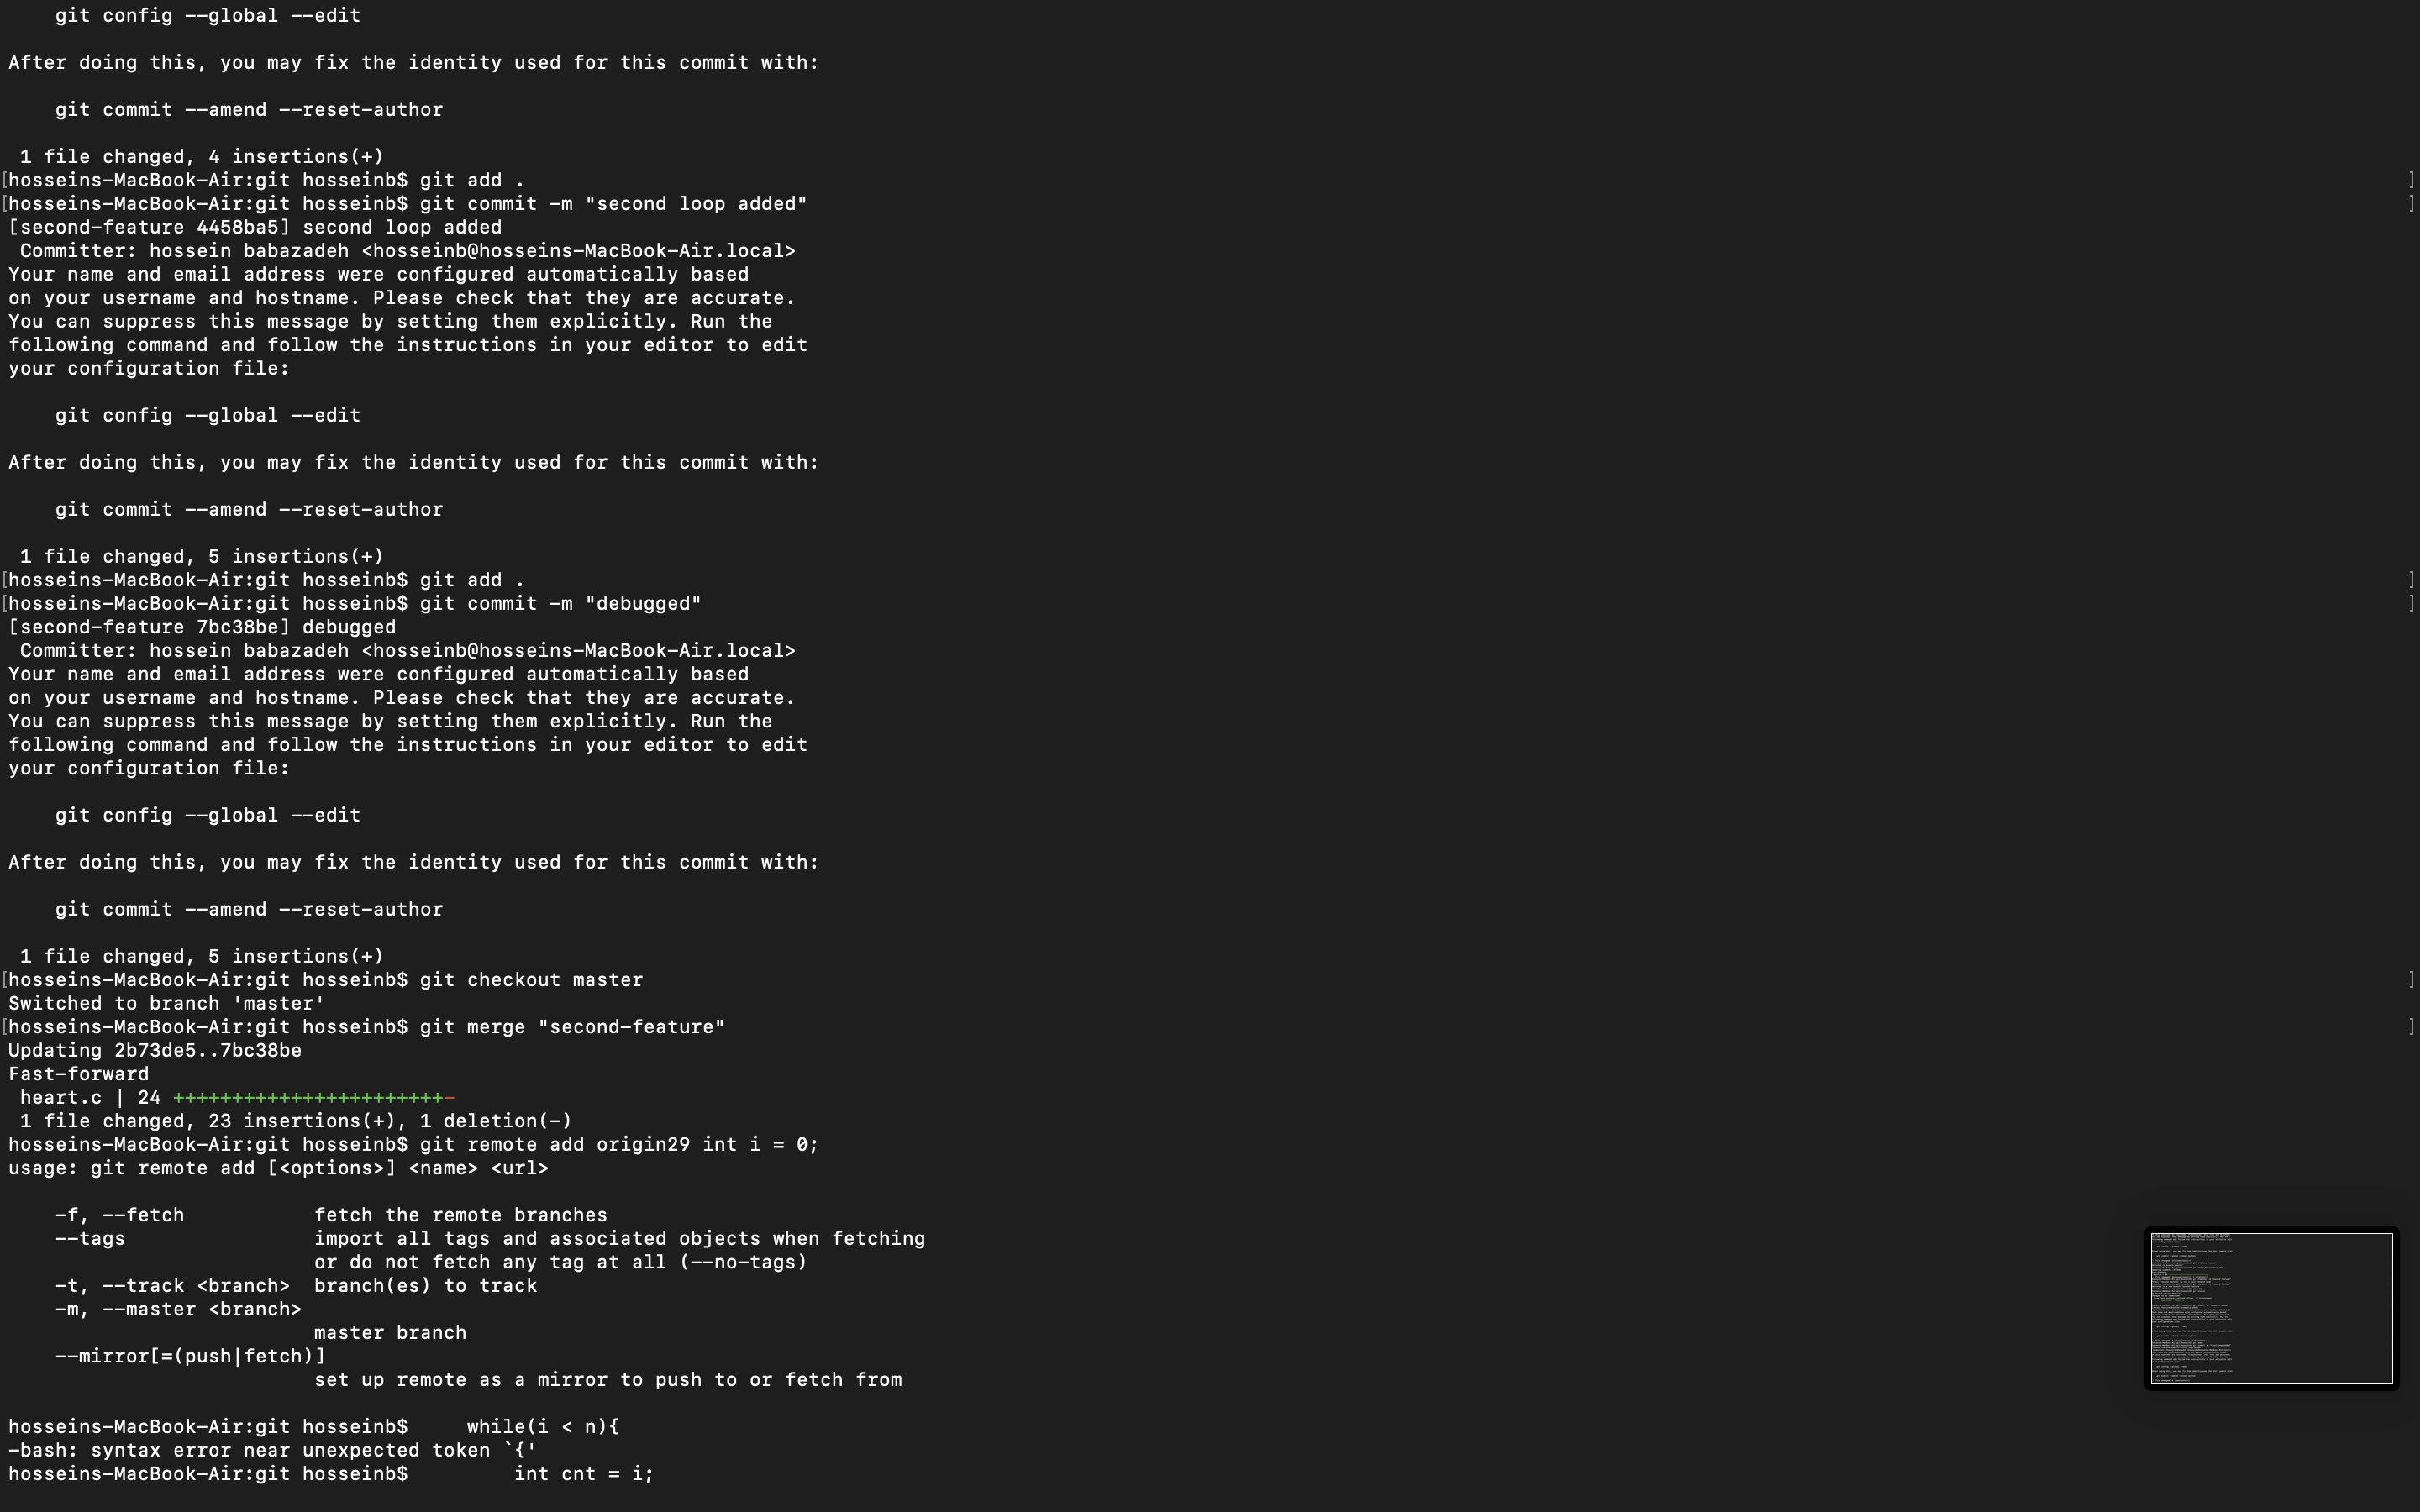 git config --global --edit

After doing this, you may fix the identity used for this commit with:

    git commit --amend --reset-author

 1 file changed, 4 insertions(+)
[hosseins-MacBook-Air:git hosseinb$ git add . ]
[hosseins-MacBook-Air:git hosseinb$ git commit -m "second loop added" ]
[second-feature 4458ba5] second loop added
 Committer: hossein babazadeh <hosseinb@hosseins-MacBook-Air.local>
Your name and email address were configured automatically based
on your username and hostname. Please check that they are accurate.
You can suppress this message by setting them explicitly. Run the
following command and follow the instructions in your editor to edit
your configuration file:

    git config --global --edit

After doing this, you may fix the identity used for this commit with:

    git commit --amend --reset-author

 1 file changed, 5 insertions(+)
[hosseins-MacBook-Air:git hosseinb$ git add . ]
[hosseins-MacBook-Air:git hosseinb$ git commit -m "debugged" ]
[second-feature 7bc38be] debugged
 Committer: hossein babazadeh <hosseinb@hosseins-MacBook-Air.local>
Your name and email address were configured automatically based
on your username and hostname. Please check that they are accurate.
You can suppress this message by setting them explicitly. Run the
following command and follow the instructions in your editor to edit
your configuration file:

    git config --global --edit

After doing this, you may fix the identity used for this commit with:

    git commit --amend --reset-author

 1 file changed, 5 insertions(+)
[hosseins-MacBook-Air:git hosseinb$ git checkout master ]
Switched to branch 'master'
[hosseins-MacBook-Air:git hosseinb$ git merge "second-feature" ]
Updating 2b73de5..7bc38be
Fast-forward
 heart.c | 24 +++++++++++++++++++++++-
 1 file changed, 23 insertions(+), 1 deletion(-)
hosseins-MacBook-Air:git hosseinb$ git remote add origin29 int i = 0;
usage: git remote add [<options>] <name> <url>

    -f, --fetch           fetch the remote branches
    --tags                import all tags and associated objects when fetching
                          or do not fetch any tag at all (--no-tags)
    -t, --track <branch>  branch(es) to track
    -m, --master <branch>
                          master branch
    --mirror[=(push|fetch)]
                          set up remote as a mirror to push to or fetch from

hosseins-MacBook-Air:git hosseinb$     while(i < n){
-bash: syntax error near unexpected token `{'
hosseins-MacBook-Air:git hosseinb$         int cnt = i;